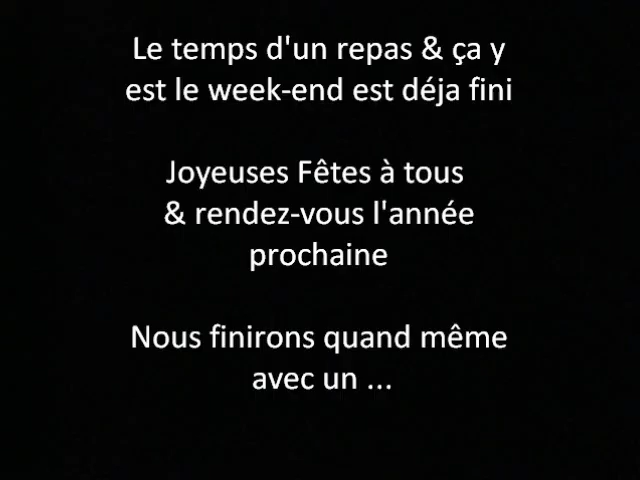 Le temps d'un repas & ça y
est le week-end est déja fini
Joyeuses Fêtes à tous
& rendez-vous l'année
prochaine
Nous finirons quand même
avec un ...